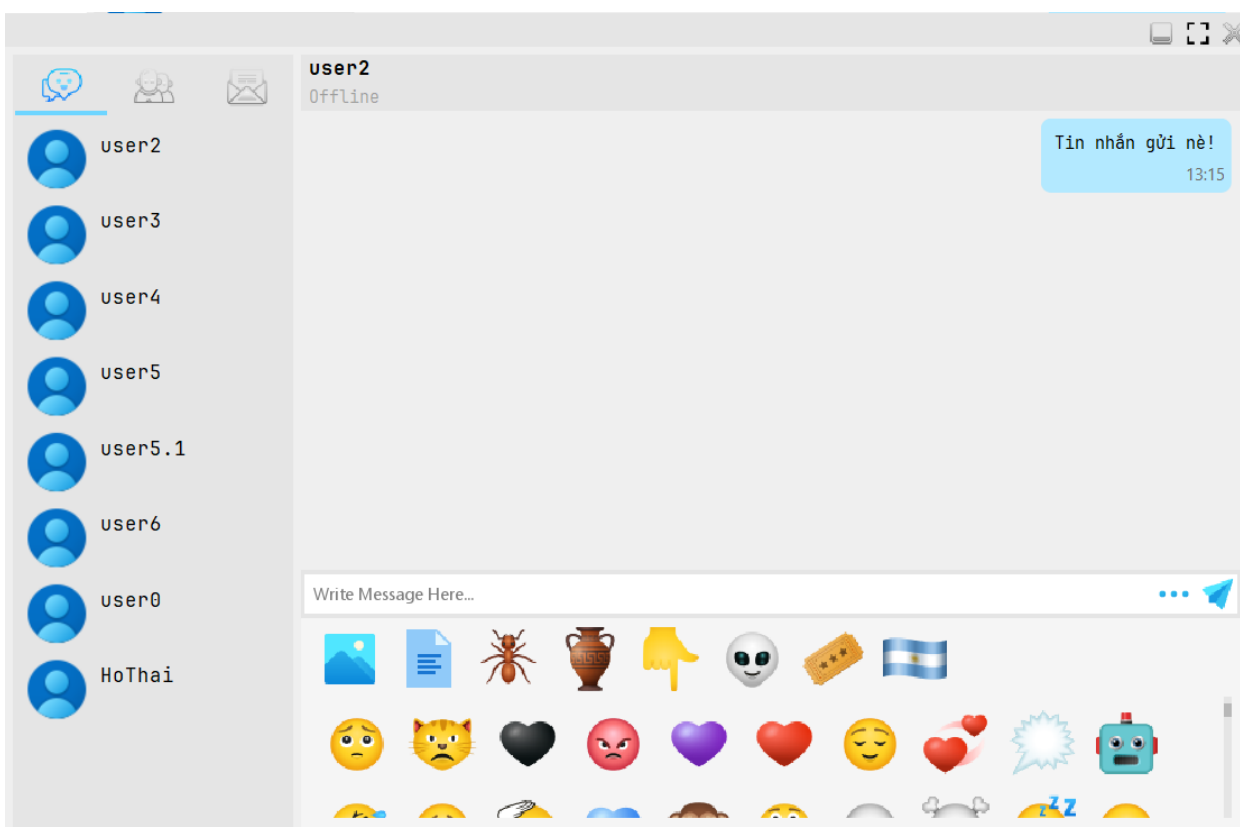 user2
Offline
user2
user3
user4
user5
user5.1
user6
user0
HoThai
Tin nhắn gửi nè!
13:15
Write Message Here...